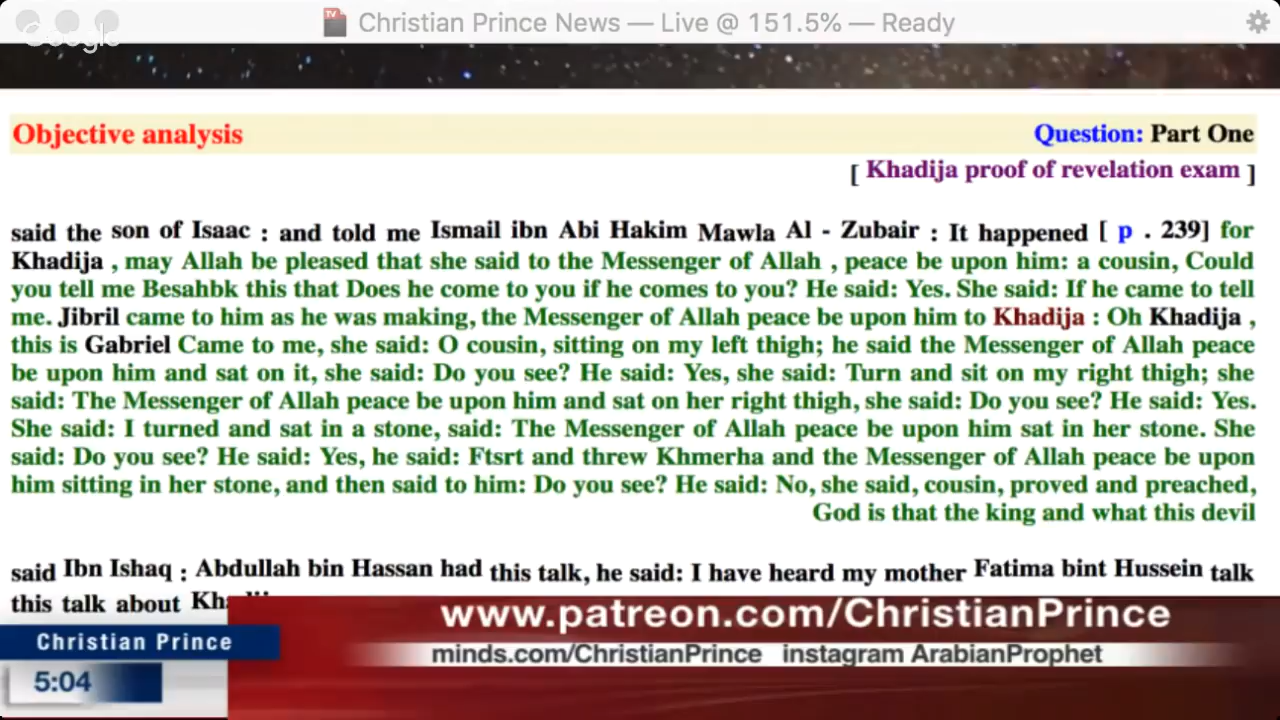 Christian Prince News — Live @ 151.5% — Ready
Google
Objective analysis
Question: Part One
[ Khadija proof of revelation exam ]
said the son of Isaac : and told me Ismail ibn Abi Hakim Mawla Al - Zubair : It happened [ p . 239] for
Khadija , may Allah be pleased that she said to the Messenger of Allah , peace be upon him: a cousin, Could
you tell me Besahbk this that Does he come to you if he comes to you? He said: Yes. She said: If he came to tell
me. Jibril came to him as he was making, the Messenger of Allah peace be upon him to Khadija : Oh Khadija ,
this is Gabriel Came to me, she said: O cousin, sitting on my left thigh; he said the Messenger of Allah peace
be upon him and sat on it, she said: Do you see? He said: Yes, she said: Turn and sit on my right thigh; she
said: The Messenger of Allah peace be upon him and sat on her right thigh, she said: Do you see? He said: Yes.
She said: I turned and sat in a stone, said: The Messenger of Allah peace be upon him sat in her stone. She
said: Do you see? He said: Yes, he said: Ftsrt and threw Khmerha and the Messenger of Allah peace be upon
him sitting in her stone, and then said to him: Do you see? He said: No, she said, cousin, proved and preached,
God is that the king and what this devil
said Ibn Ishaq : Abdullah bin Hassan had this talk, he said: I have heard my mother Fatima bint Hussein talk
this talk about
www.patreon.com/ChristianPrince
Christian Prince
minds.com/ChristianPrince instagram ArabianProphet
5:04